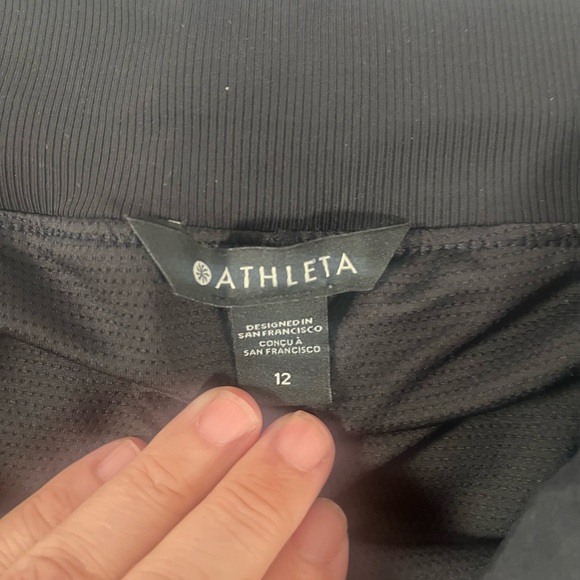 ATHLETA
DESIGNED IN
SAN FRANCISCO
CONÇU À
SAN FRANCISCO
12